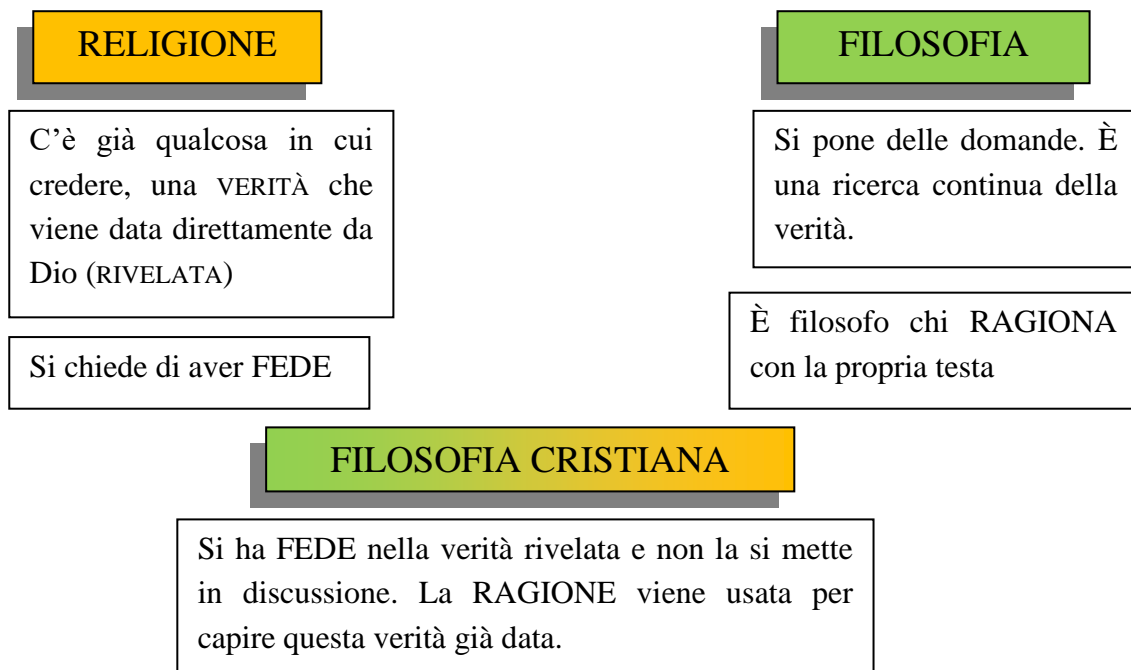 RELIGIONE
C’è già qualcosa in cui
credere, una VERITÀ che
viene data direttamente da
Dio (RIVELATA)
Si chiede di aver FEDE
FILOSOFIA
Si pone delle domande. È
una ricerca continua della
verità.
È filosofo chi RAGIONA
con la propria testa
FILOSOFIA CRISTIANA
Si ha FEDE nella verità rivelata e non la si mette
in discussione. La RAGIONE viene usata per
capire questa verità già data.